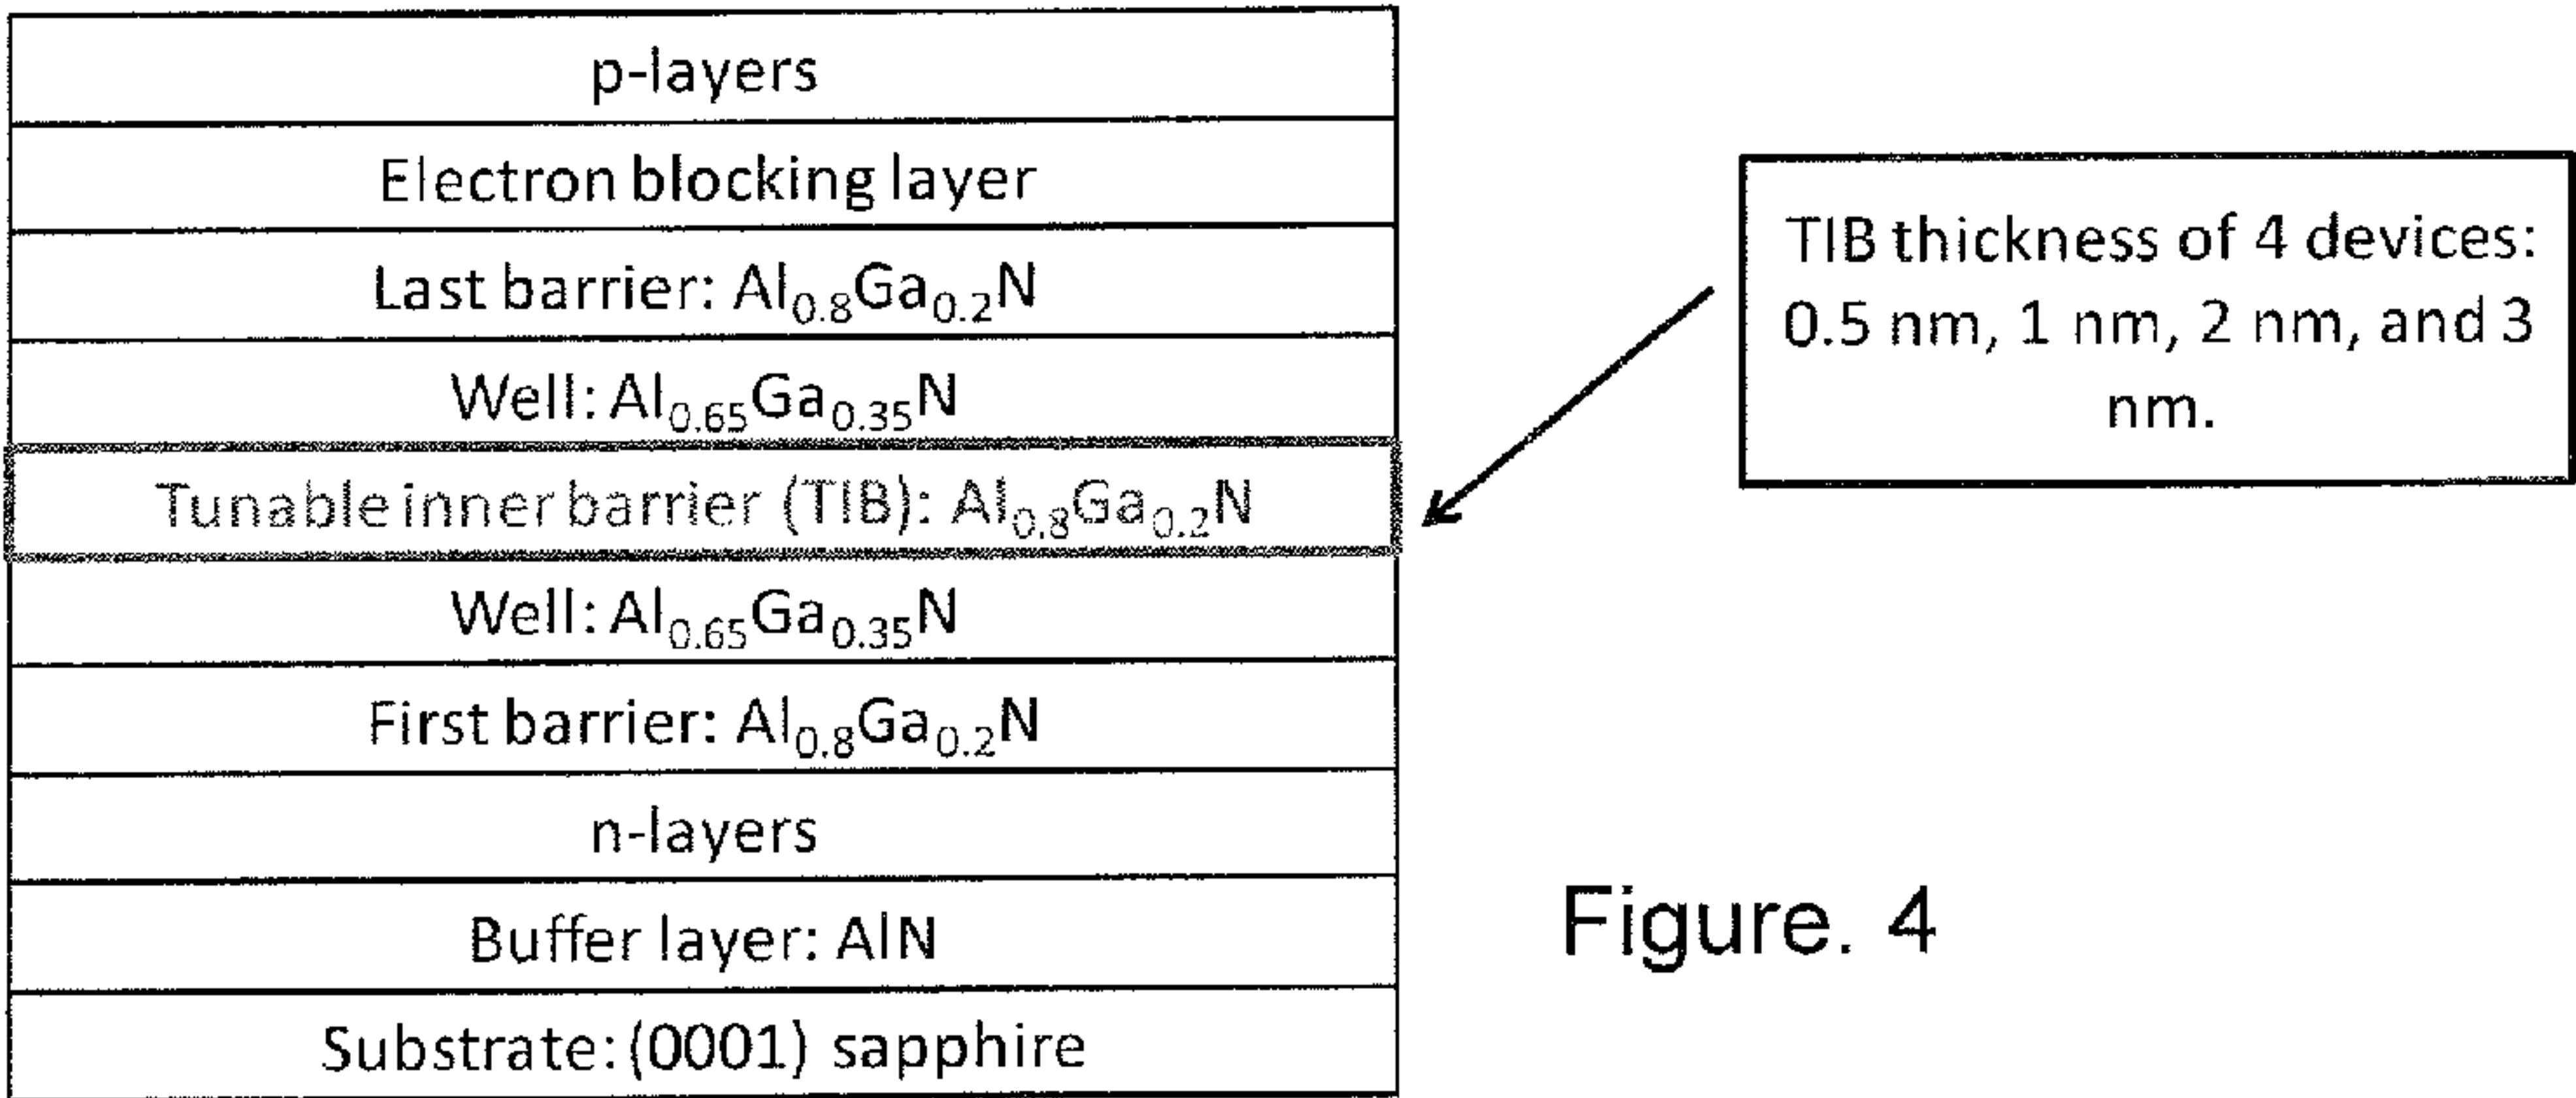 p-layers
Electron blocking layer
Last barrier: Al₀.₈Ga₀.₂N
Well: Al₀.₆₅Ga₀.₃₅N
Tunable inner barrier (TIB): Al₀.₈Ga₀.₂N
Well: Al₀.₆₅Ga₀.₃₅N
First barrier: Al₀.₈Ga₀.₂N
n-layers
Buffer layer: AlN
Substrate: (0001) sapphire
TIB thickness of 4 devices:
0.5 nm, 1 nm, 2 nm, and 3
nm.
Figure. 4